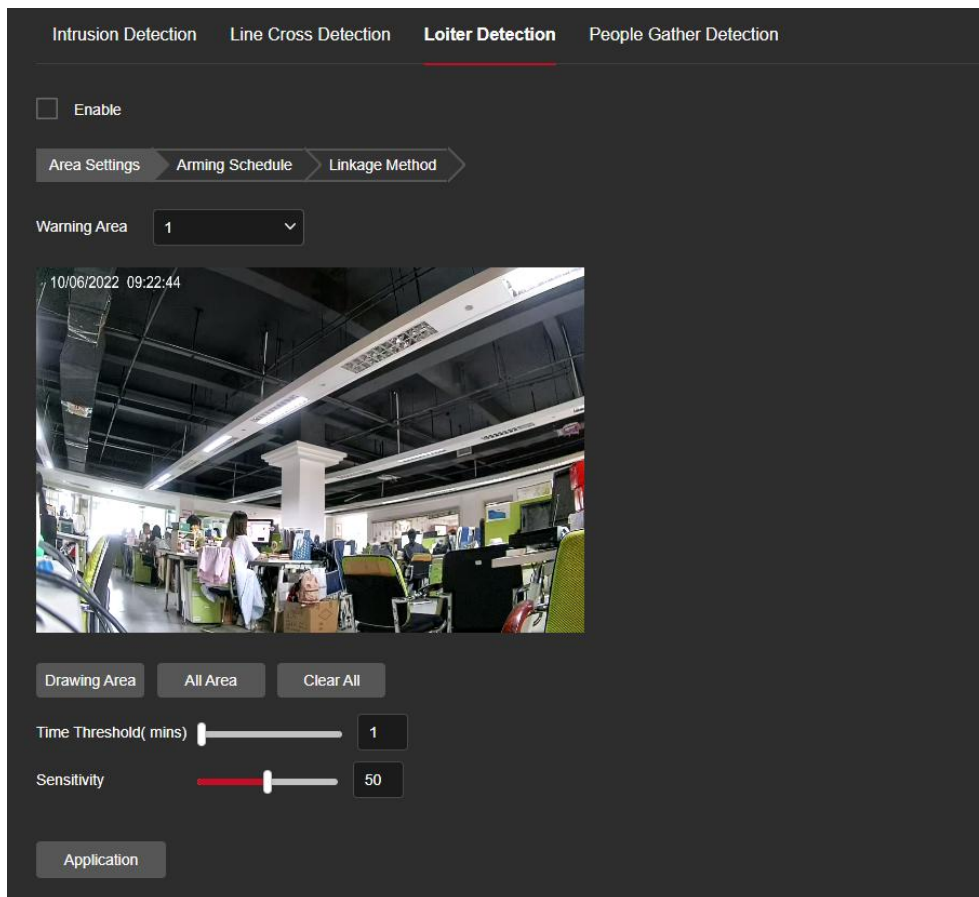 Intrusion Detection Line Cross Detection Loiter Detection People Gather Detection
Enable
Area Settings Arming Schedule Linkage Method
Warning Area 1
10/06/2022 09:22:44
Drawing Area All Area Clear All
Time Threshold( mins) 1
Sensitivity 50
Application